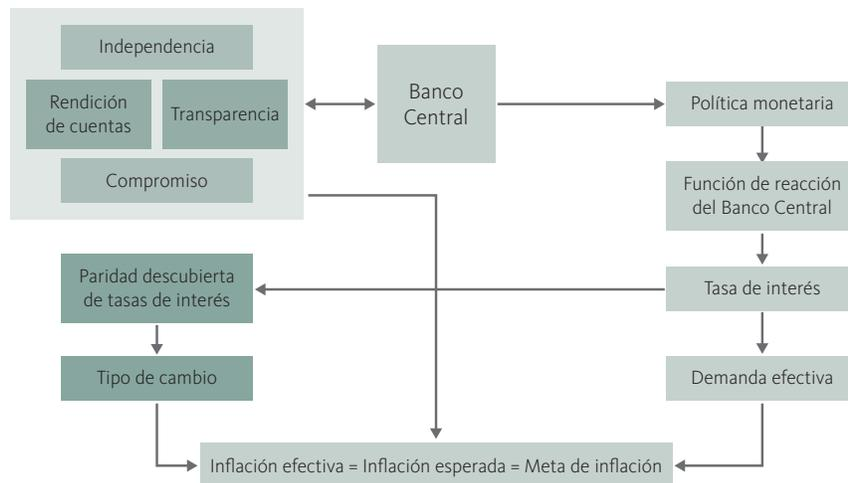 Independencia
Rendición
de cuentas
Transparencia
Compromiso
Banco
Central
Política monetaria
Función de reacción
del Banco Central
Paridad descubierta
de tasas de interés
Tasa de interés
Tipo de cambio
Demanda efectiva
Inflación efectiva = Inflación esperada = Meta de inflación